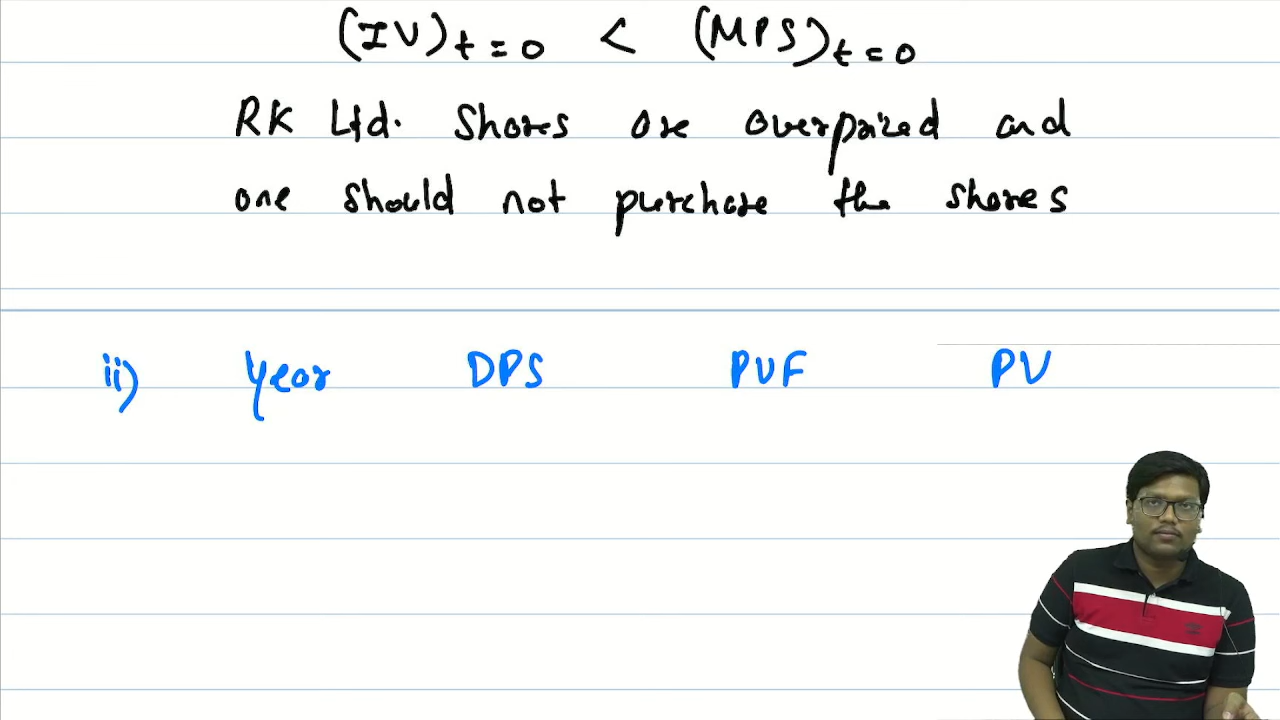 (IV)t=0 < (MPS)t=0
RK Ltd. Shares are overprized and
one should not purchase the shares
ii) Year DPS PVF PV